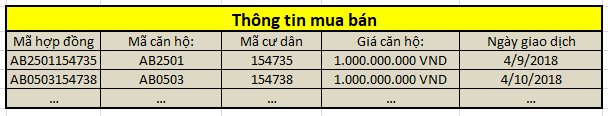 Thông tin mua bán
Mã hợp đồng Mã căn hộ: Mã cư dân Giá căn hộ: Ngày giao dịch
AB2501154735 AB2501 154735 1.000.000.000 VND 4/9/2018
AB0503154738 AB0503 154738 1.000.000.000 VND 4/10/2018
... ... ... ... ...